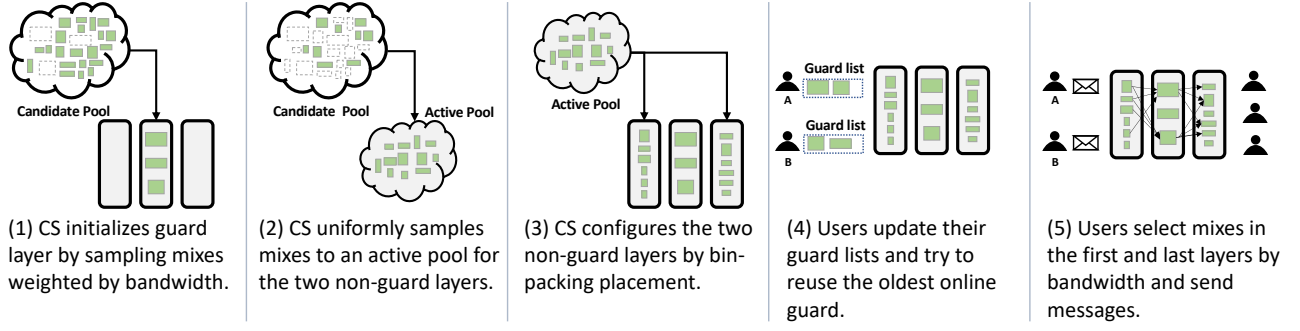 Candidate Pool
(1) CS initializes guard
layer by sampling mixes
weighted by bandwidth.
Candidate Pool
Active Pool
(2) CS uniformly samples
mixes to an active pool for
the two non-guard layers.
Active Pool
(3) CS configures the two
non-guard layers by bin-
packing placement.
Guard list
A
Guard list
B
(4) Users update their
guard lists and try to
reuse the oldest online
guard.
A
B
(5) Users select mixes in
the first and last layers by
bandwidth and send
messages.